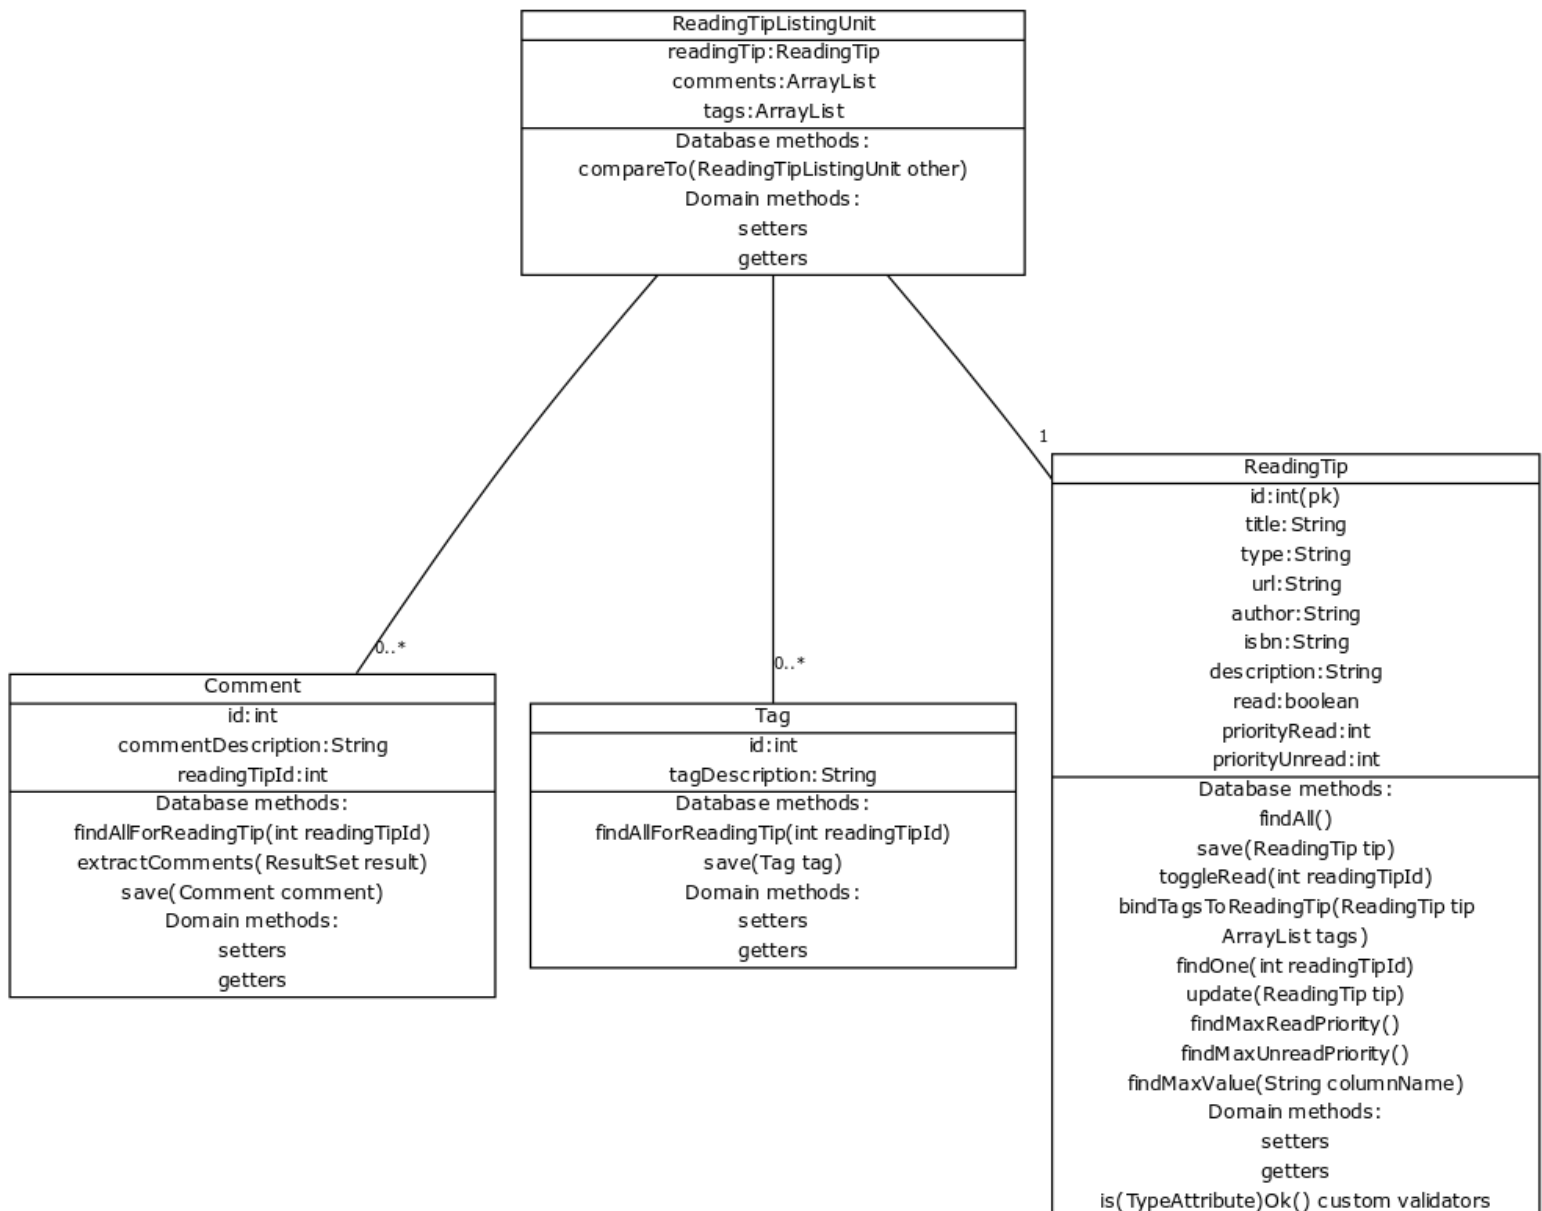 ReadingTipListingUnit
readingTip:ReadingTip
comments:ArrayList
tags:ArrayList
Database methods:
compareTo(ReadingTipListingUnit other)
Domain methods:
setters
getters
0..*
0..*
1
Comment
id:int
commentDescription:String
readingTipId:int
Database methods:
findAllForReadingTip(int readingTipId)
extractComments(ResultSet result)
save(Comment comment)
Domain methods:
setters
getters
Tag
id:int
tagDescription:String
Database methods:
findAllForReadingTip(int readingTipId)
save(Tag tag)
Domain methods:
setters
getters
ReadingTip
id:int(pk)
title:String
type:String
url:String
author:String
isbn:String
description:String
read:boolean
priorityRead:int
priorityUnread:int
Database methods:
findAll()
save(ReadingTip tip)
toggleRead(int readingTipId)
bindTagsToReadingTip(ReadingTip tip
ArrayList tags)
findOne(int readingTipId)
update(ReadingTip tip)
findMaxReadPriority()
findMaxUnreadPriority()
findMaxValue(String columnName)
Domain methods:
setters
getters
is(TypeAttribute)Ok() custom validators